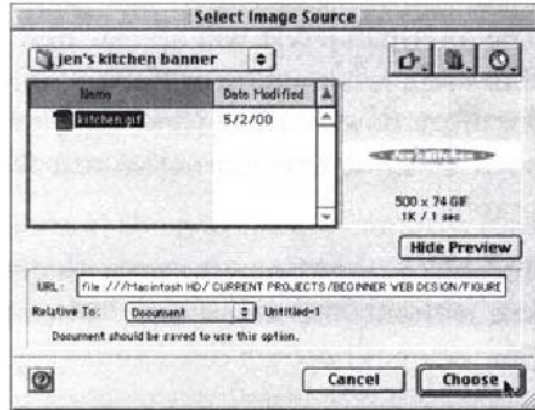 Select Image Source
jen's kitchen banner
Name Date Modified
kitchen.gif 5/2/00
500 x 74 GIF
1K / 1 sec
Hide Preview
URL: file:///Macintosh HD/CURRENT PROJECTS/BEGINNER WEB DESIGN/FIGURE
Relative To: Document Untitled-1
Document should be saved to use this option.
Cancel Choose